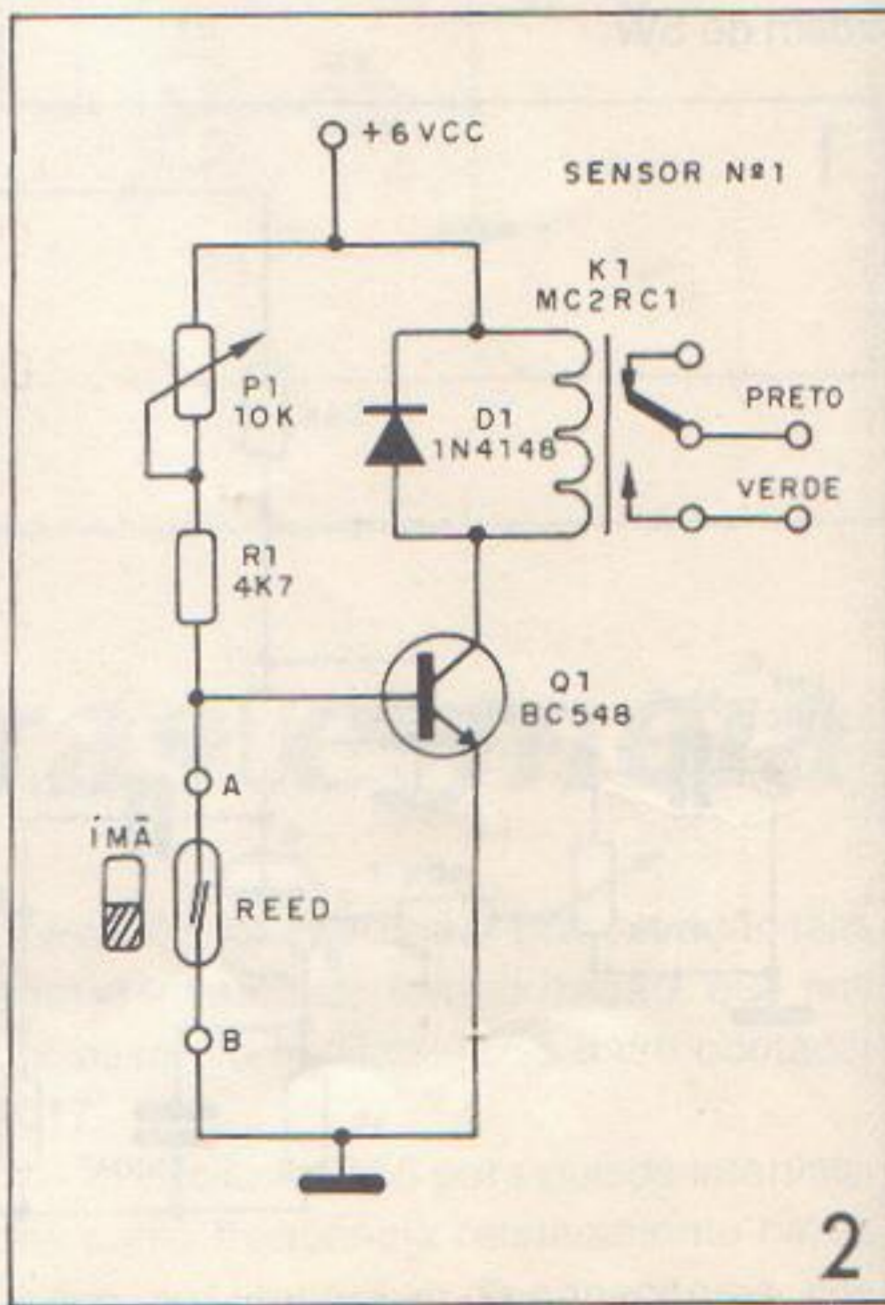 +6VCC
SENSOR Nº1
K1
MC2RC1
P1
10K
D1
1N4148
PRETO
VERDE
R1
4K7
Q1
BC548
A
ÍMÃ
REED
B
2